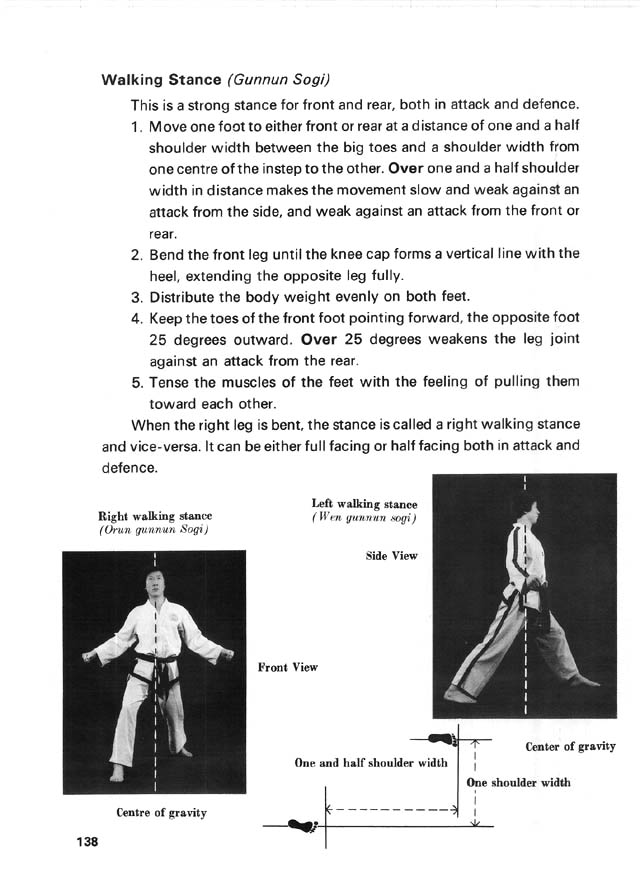 Walking Stance (Gunnun Sogi)
This is a strong stance for front and rear, both in attack and defence.
1. Move one foot to either front or rear at a distance of one and a half
shoulder width between the big toes and a shoulder width from
one centre of the instep to the other. Over one and a half shoulder
width in distance makes the movement slow and weak against an
attack from the side, and weak against an attack from the front or
rear.
2. Bend the front leg until the knee cap forms a vertical line with the
heel, extending the opposite leg fully.
3. Distribute the body weight evenly on both feet.
4. Keep the toes of the front foot pointing forward, the opposite foot
25 degrees outward. Over 25 degrees weakens the leg joint
against an attack from the rear.
5. Tense the muscles of the feet with the feeling of pulling them
toward each other.
When the right leg is bent, the stance is called a right walking stance
and vice-versa. It can be either full facing or half facing both in attack and
defence.
Right walking stance
(Orun gunnun Sogi)
Left walking stance
(Wen gunnun sogi)
Side View
Front View
Center of gravity
One and half shoulder width
One shoulder width
Centre of gravity
138